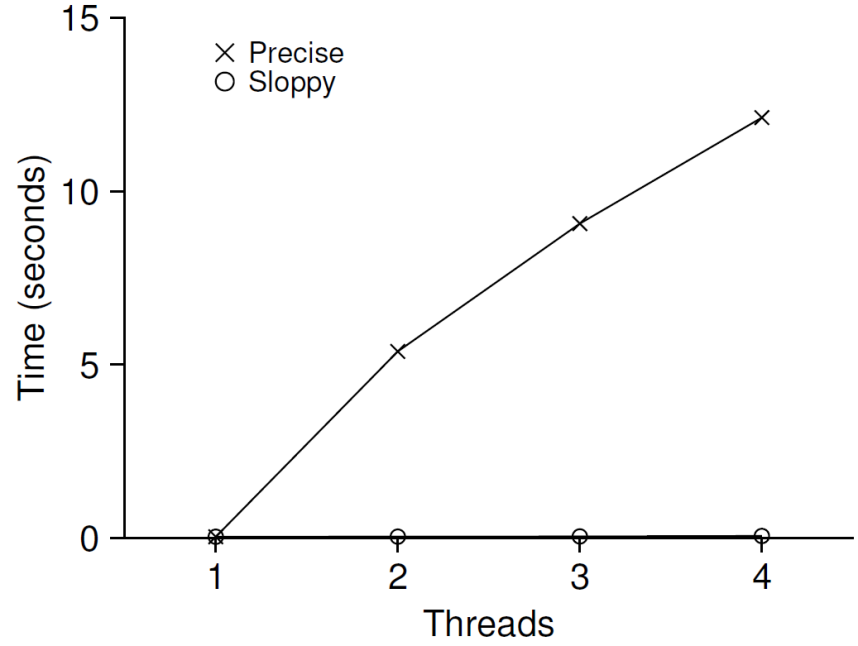 15
Precise
Sloppy
10
5
0
Time (seconds)
1 2 3 4
Threads